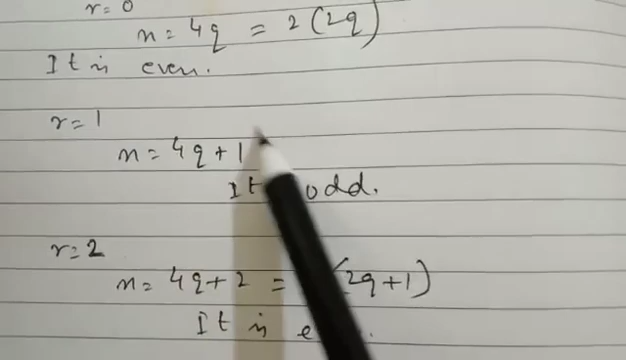 r = 0
n = 4q = 2(2q)
It is even.
r = 1
n = 4q + 1
It odd.
r = 2
n = 4q + 2 = (2q + 1)
It is